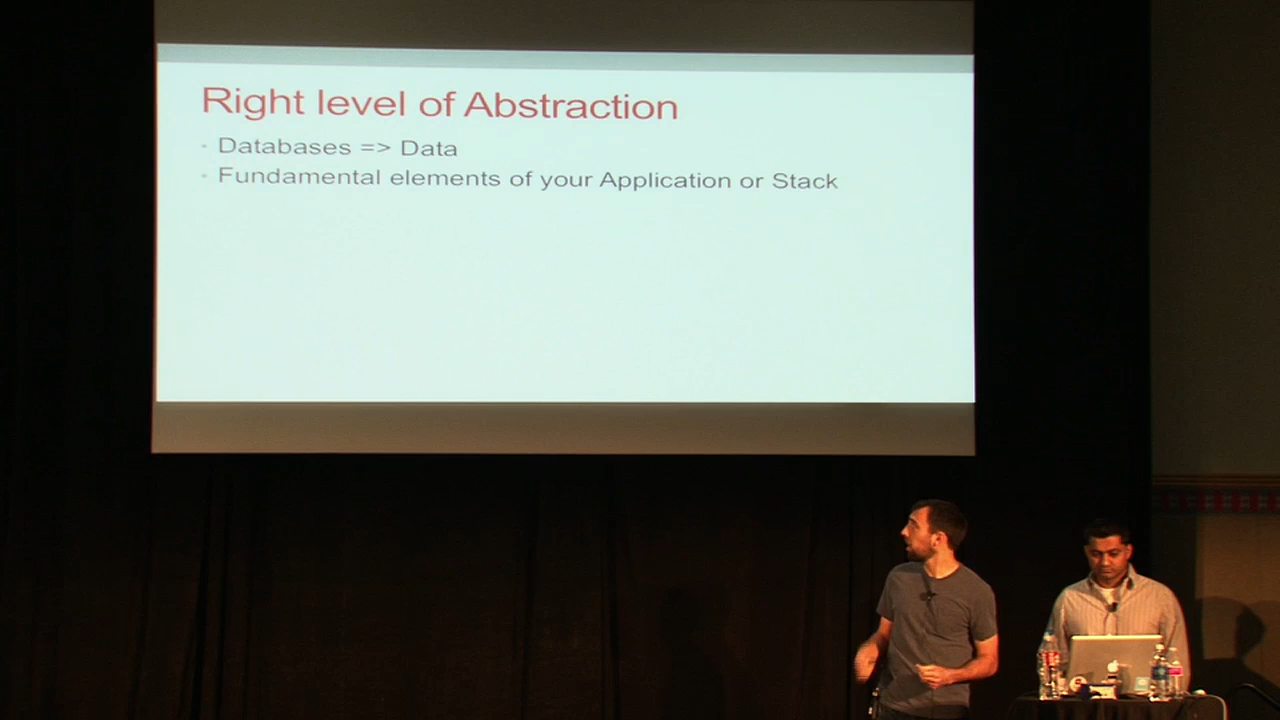 Right level of Abstraction
Databases => Data
Fundamental elements of your Application or Stack